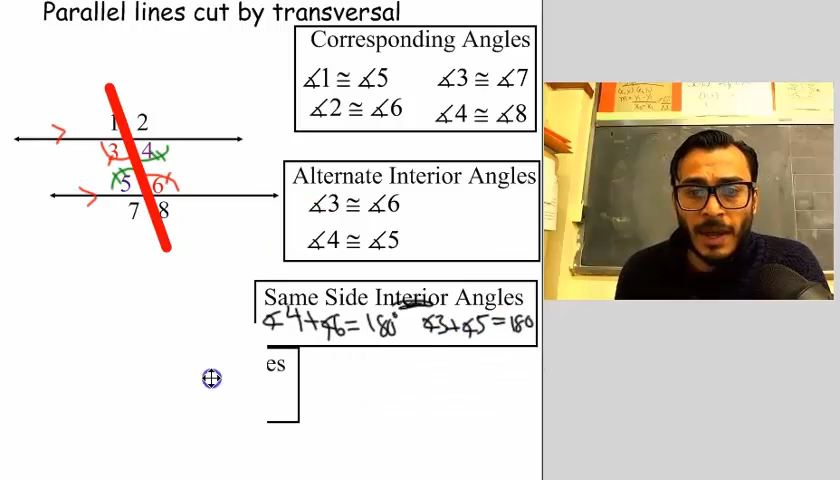 Parallel lines cut by transversal
Corresponding Angles
∡1 ≅ ∡5 ∡3 ≅ ∡7
∡2 ≅ ∡6 ∡4 ≅ ∡8
1 2
3 4
5 6
7 8
Alternate Interior Angles
∡3 ≅ ∡6
∡4 ≅ ∡5
Same Side Interior Angles
∡4+∡6=180° ∡3+∡5=180
es